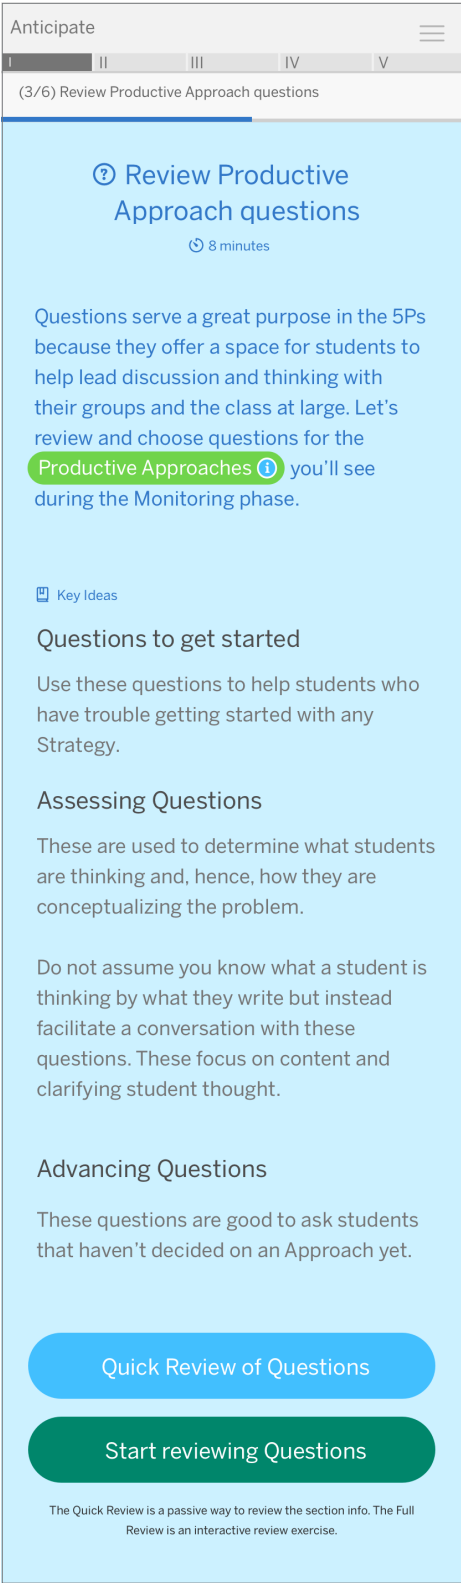 Anticipate
I II III IV V
(3/6) Review Productive Approach questions
Review Productive
Approach questions
8 minutes
Questions serve a great purpose in the 5Ps
because they offer a space for students to
help lead discussion and thinking with
their groups and the class at large. Let's
review and choose questions for the
Productive Approaches i you'll see
during the Monitoring phase.
Key Ideas
Questions to get started
Use these questions to help students who
have trouble getting started with any
Strategy.
Assessing Questions
These are used to determine what students
are thinking and, hence, how they are
conceptualizing the problem.
Do not assume you know what a student is
thinking by what they write but instead
facilitate a conversation with these
questions. These focus on content and
clarifying student thought.
Advancing Questions
These questions are good to ask students
that haven't decided on an Approach yet.
Quick Review of Questions
Start reviewing Questions
The Quick Review is a passive way to review the section info. The Full
Review is an interactive review exercise.